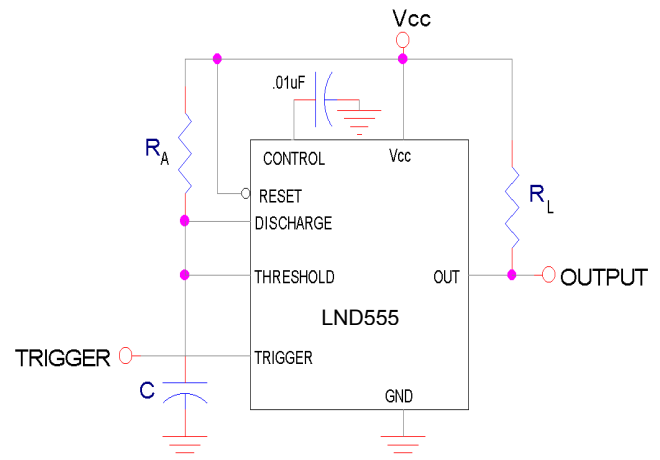 Vcc
.01uF
RA
CONTROL
Vcc
RESET
RL
DISCHARGE
THRESHOLD
OUT
OUTPUT
LND555
TRIGGER
TRIGGER
C
GND